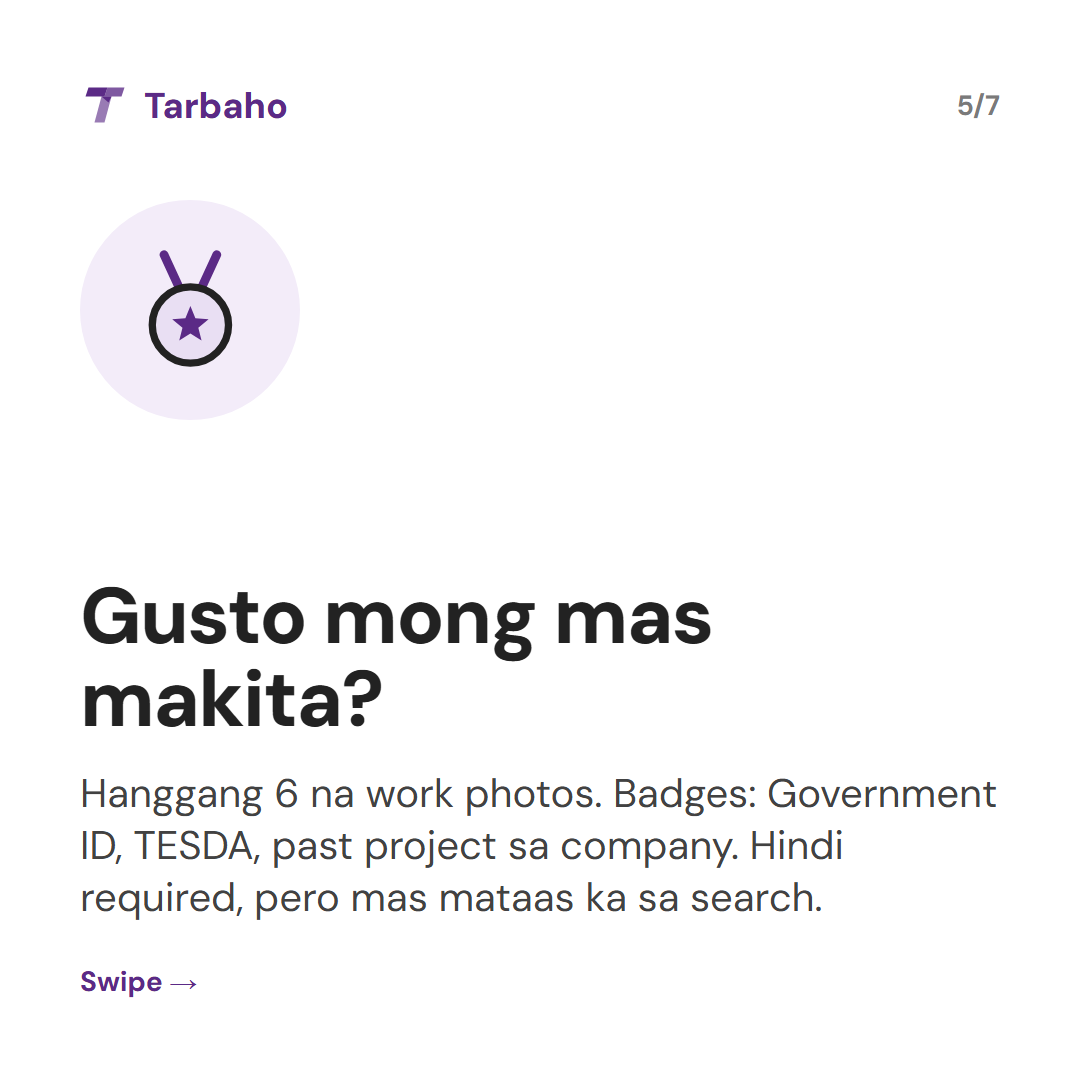 Tarbaho
5/7
Gusto mong mas
makita?
Hanggang 6 na work photos. Badges: Government
ID, TESDA, past project sa company. Hindi
required, pero mas mataas ka sa search.
Swipe →